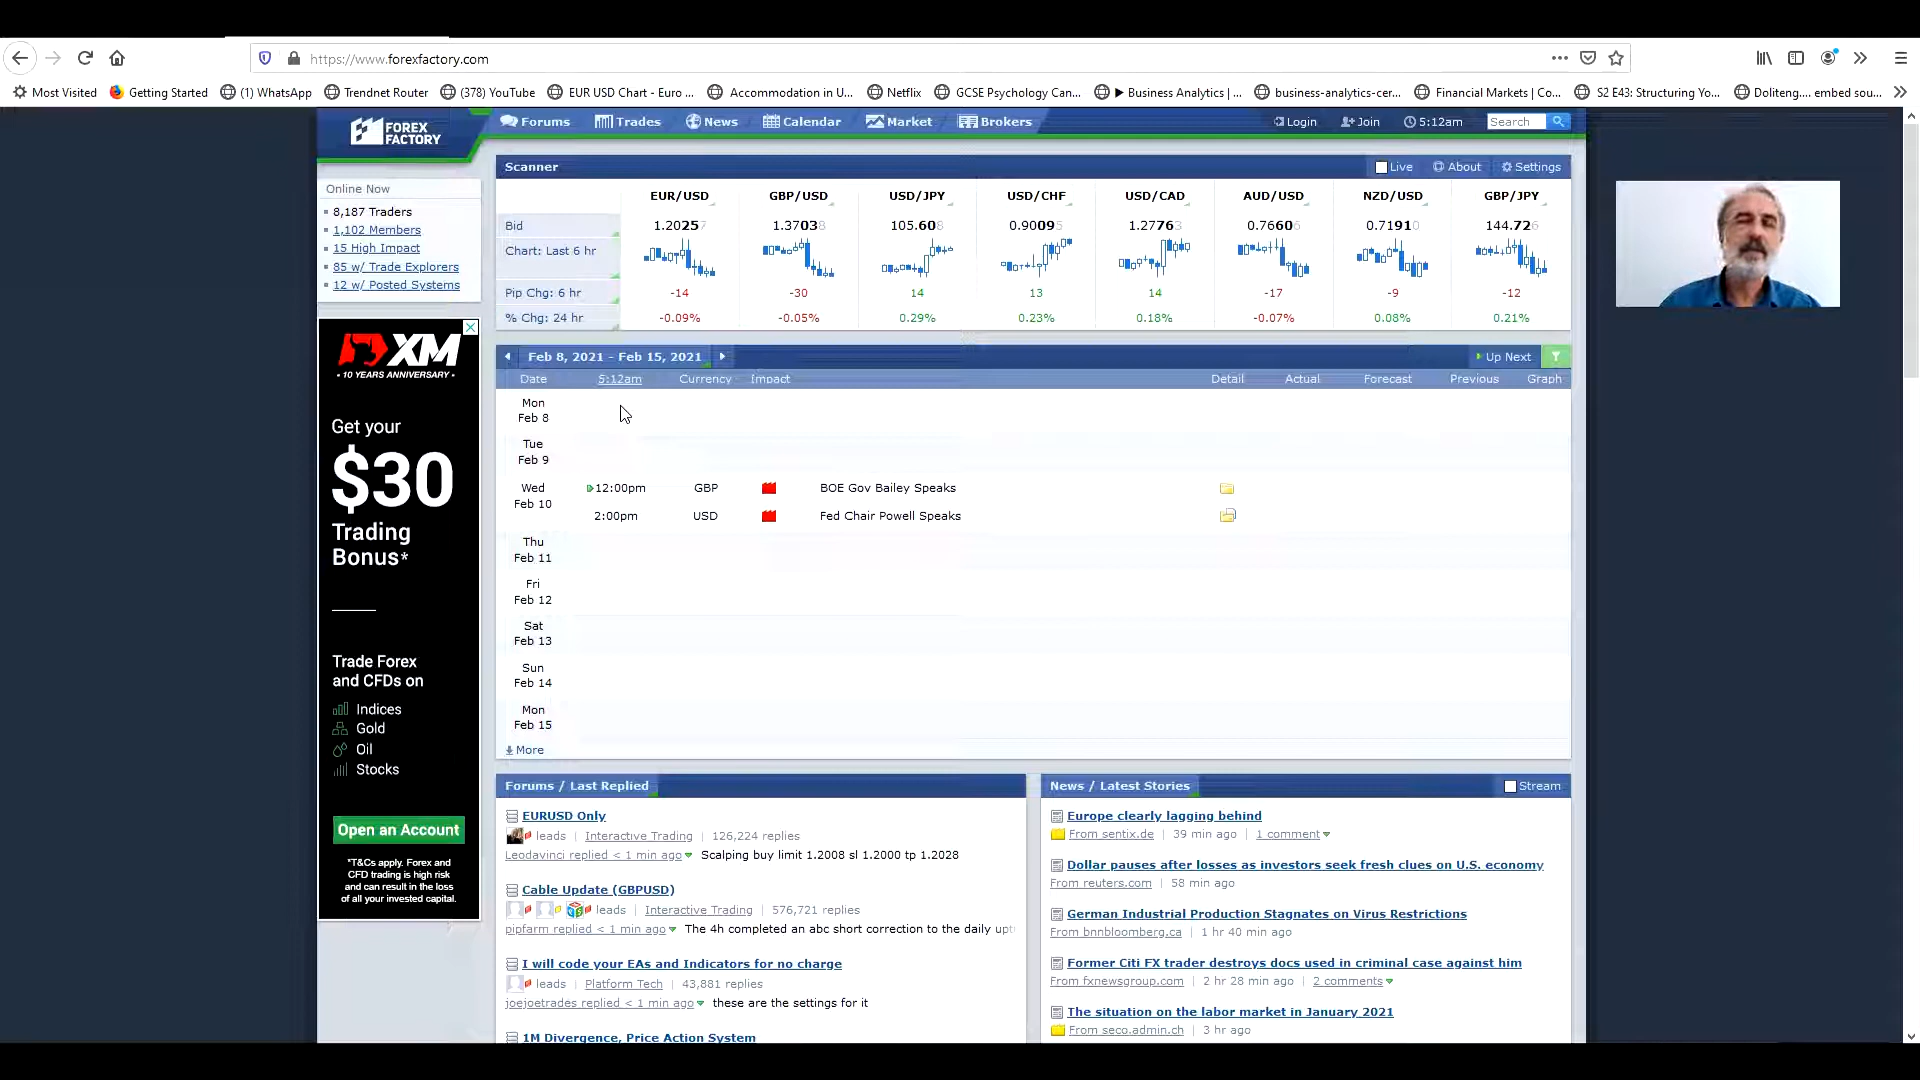 https://www.forexfactory.com
Most Visited Getting Started (1) WhatsApp Trendnet Router (378) YouTube EUR USD Chart - Euro ... Accommodation in U... Netflix GCSE Psychology Can... ▶ Business Analytics | ... business-analytics-cer... Financial Markets | Co... S2 E43: Structuring Yo... Doliteng.... embed sou...
FOREX FACTORY
Forums Trades News Calendar Market Brokers Login Join 5:12am Search
Online Now
8,187 Traders
1,102 Members
15 High Impact
85 w/ Trade Explorers
12 w/ Posted Systems
XM
• 10 YEARS ANNIVERSARY •
Get your
$30
Trading
Bonus*
Trade Forex
and CFDs on
Indices
Gold
Oil
Stocks
Open an Account
*T&Cs apply. Forex and
CFD trading is high risk
and can result in the loss
of all your invested capital.
Scanner Live About Settings
EUR/USD GBP/USD USD/JPY USD/CHF USD/CAD AUD/USD NZD/USD GBP/JPY
Bid 1.20257 1.37038 105.608 0.90095 1.27763 0.76606 0.71910 144.726
Chart: Last 6 hr
Pip Chg: 6 hr -14 -30 14 13 14 -17 -9 -12
% Chg: 24 hr -0.09% -0.05% 0.29% 0.23% 0.18% -0.07% 0.08% 0.21%
Feb 8, 2021 - Feb 15, 2021 Up Next
Date 5:12am Currency Impact Detail Actual Forecast Previous Graph
Mon
Feb 8
Tue
Feb 9
Wed
Feb 10
12:00pm GBP BOE Gov Bailey Speaks
2:00pm USD Fed Chair Powell Speaks
Thu
Feb 11
Fri
Feb 12
Sat
Feb 13
Sun
Feb 14
Mon
Feb 15
More
Forums / Last Replied
EURUSD Only
leads | Interactive Trading | 126,224 replies
Leodavinci replied < 1 min ago Scalping buy limit 1.2008 sl 1.2000 tp 1.2028
Cable Update (GBPUSD)
leads | Interactive Trading | 576,721 replies
pipfarm replied < 1 min ago The 4h completed an abc short correction to the daily upt
I will code your EAs and Indicators for no charge
leads | Platform Tech | 43,881 replies
joejoetrades replied < 1 min ago these are the settings for it
1M Divergence, Price Action System
News / Latest Stories Stream
Europe clearly lagging behind
From sentix.de | 39 min ago | 1 comment
Dollar pauses after losses as investors seek fresh clues on U.S. economy
From reuters.com | 58 min ago
German Industrial Production Stagnates on Virus Restrictions
From bnnbloomberg.ca | 1 hr 40 min ago
Former Citi FX trader destroys docs used in criminal case against him
From fxnewsgroup.com | 2 hr 28 min ago | 2 comments
The situation on the labor market in January 2021
From seco.admin.ch | 3 hr ago